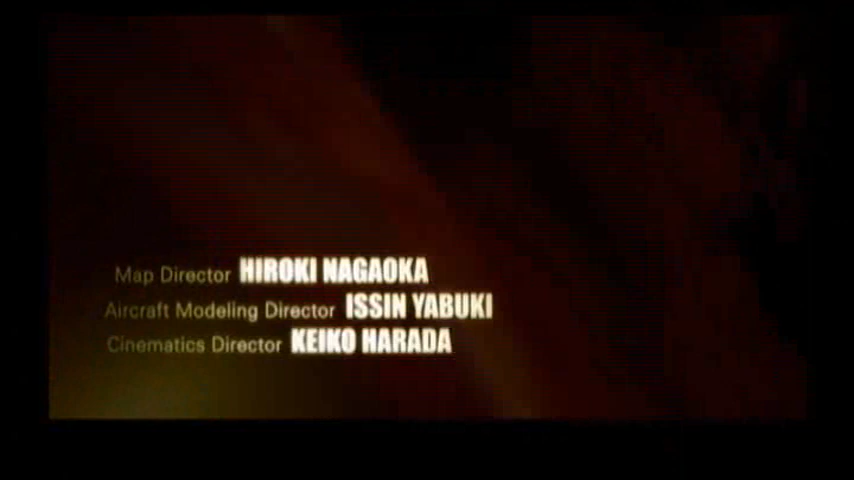 Map Director HIROKI NAGAOKA
Aircraft Modeling Director ISSIN YABUKI
Cinematics Director KEIKO HARADA